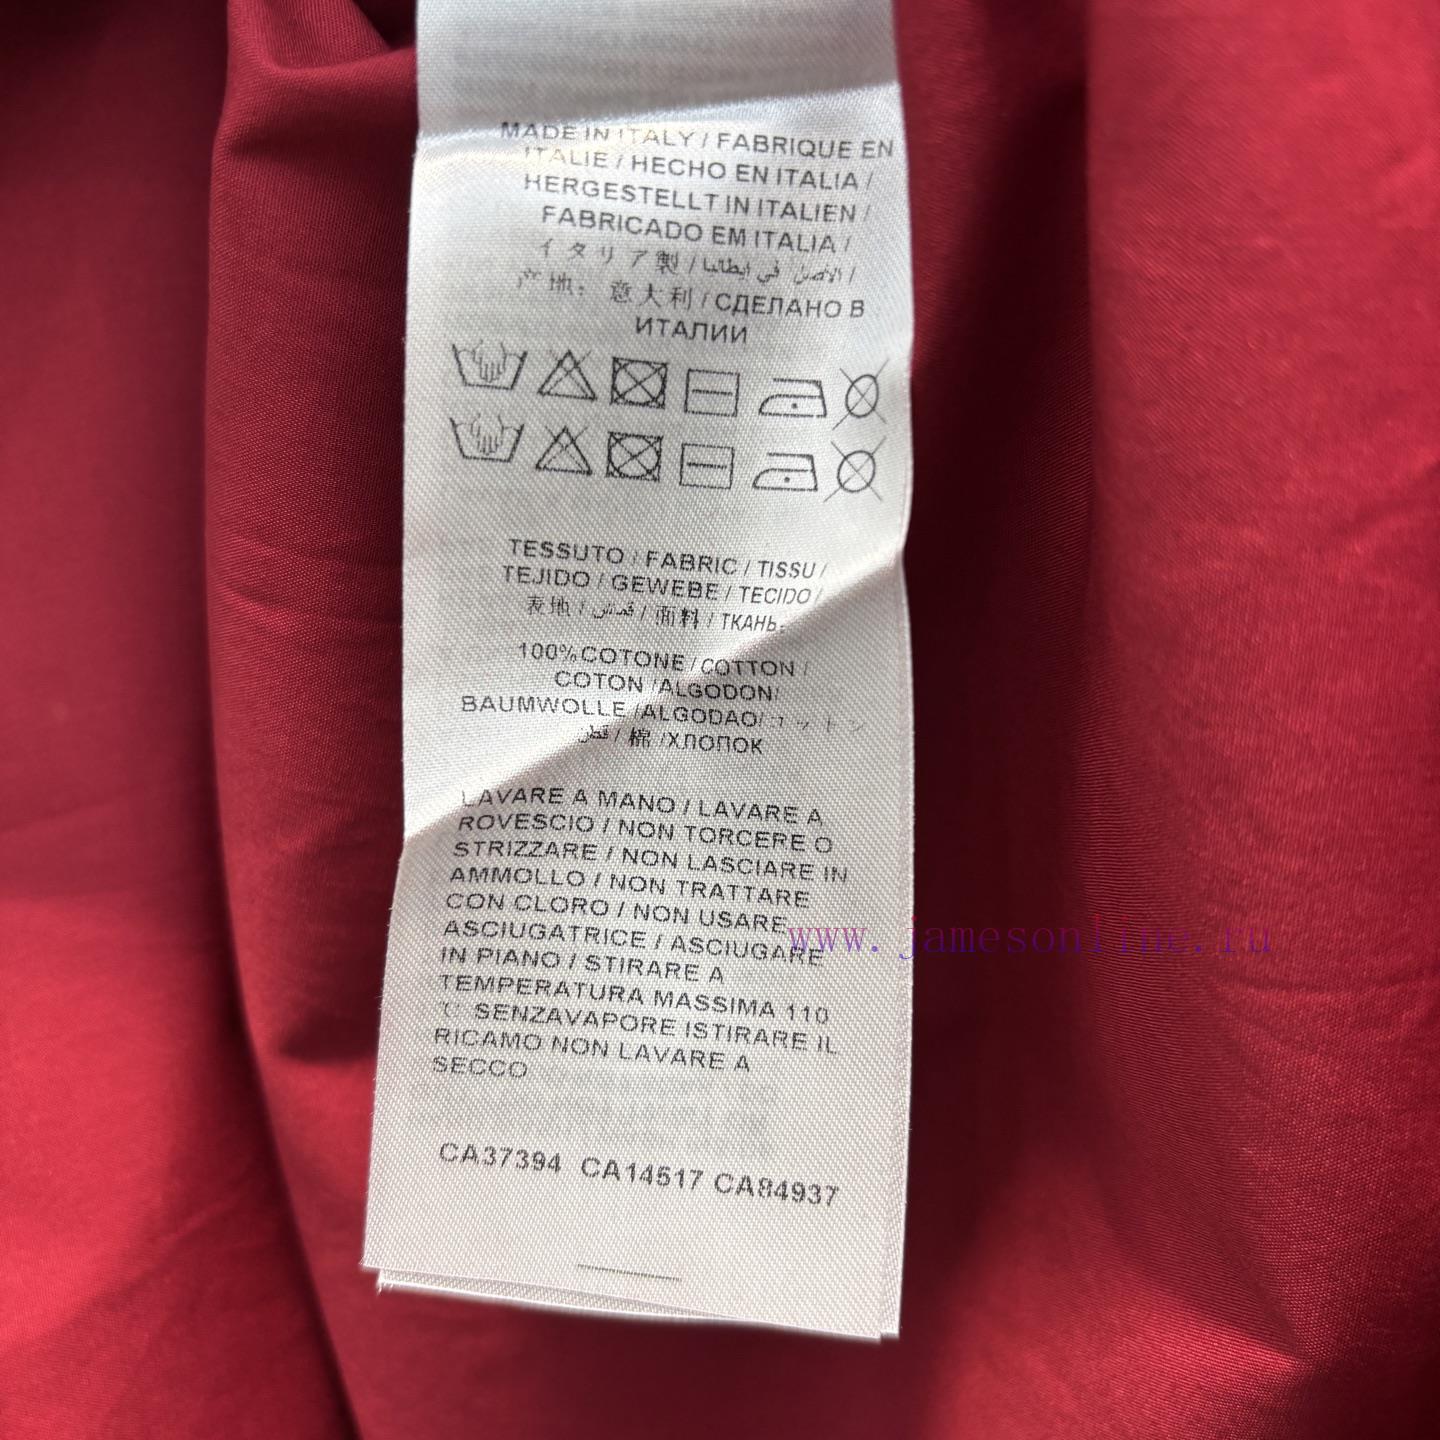 MADE IN ITALY / FABRIQUE EN
ITALIE / HECHO EN ITALIA /
HERGESTELLT IN ITALIEN /
FABRICADO EM ITALIA /
イタリア製 / الأصل في إيطاليا /
产地: 意大利 / СДЕЛАНО В
ИТАЛИИ
TESSUTO / FABRIC / TISSU /
TEJIDO / GEWEBE / TECIDO /
表地 / قماش / 面料 / ТКАНЬ:
100%COTONE / COTTON /
COTON /ALGODON/
BAUMWOLLE /ALGODAO/コットン
قطن / 棉 /ХЛОПОК
LAVARE A MANO / LAVARE A
ROVESCIO / NON TORCERE O
STRIZZARE / NON LASCIARE IN
AMMOLLO / NON TRATTARE
CON CLORO / NON USARE
ASCIUGATRICE / ASCIUGARE
IN PIANO / STIRARE A
TEMPERATURA MASSIMA 110
℃ SENZAVAPORE ISTIRARE IL
RICAMO NON LAVARE A
SECCO
CA37394 CA14517 CA84937
www.jamesonline.ru